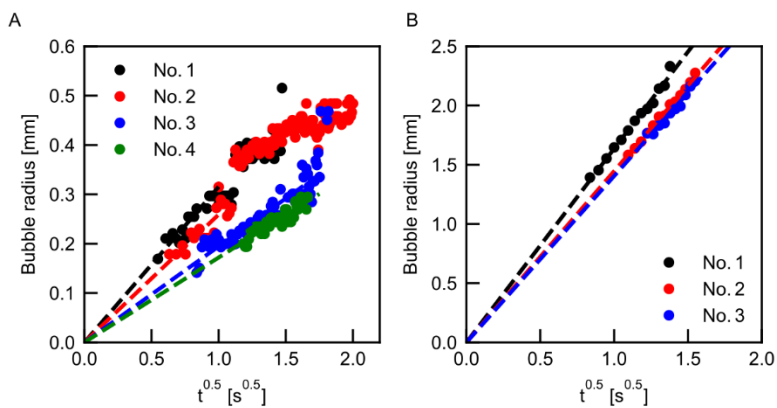 A
Bubble radius [mm]
0.6
0.5
0.4
0.3
0.2
0.1
0.0
No. 1
No. 2
No. 3
No. 4
0.0 0.5 1.0 1.5 2.0
t^0.5 [s^0.5]
B
Bubble radius [mm]
2.5
2.0
1.5
1.0
0.5
0.0
No. 1
No. 2
No. 3
0.0 0.5 1.0 1.5 2.0
t^0.5 [s^0.5]